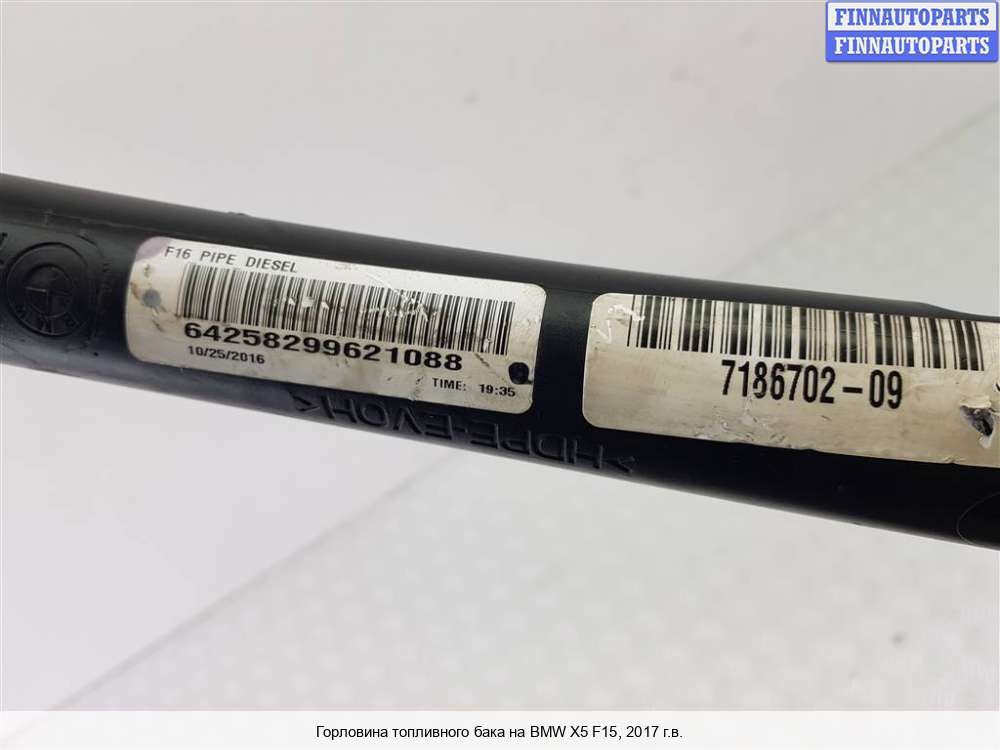 FINNAUTOPARTS
FINNAUTOPARTS
F16 PIPE DIESEL
64258299621088
10/25/2016
TIME: 19:35
7186702-09
>HDPE-EVOH<
Горловина топливного бака на BMW X5 F15, 2017 г.в.